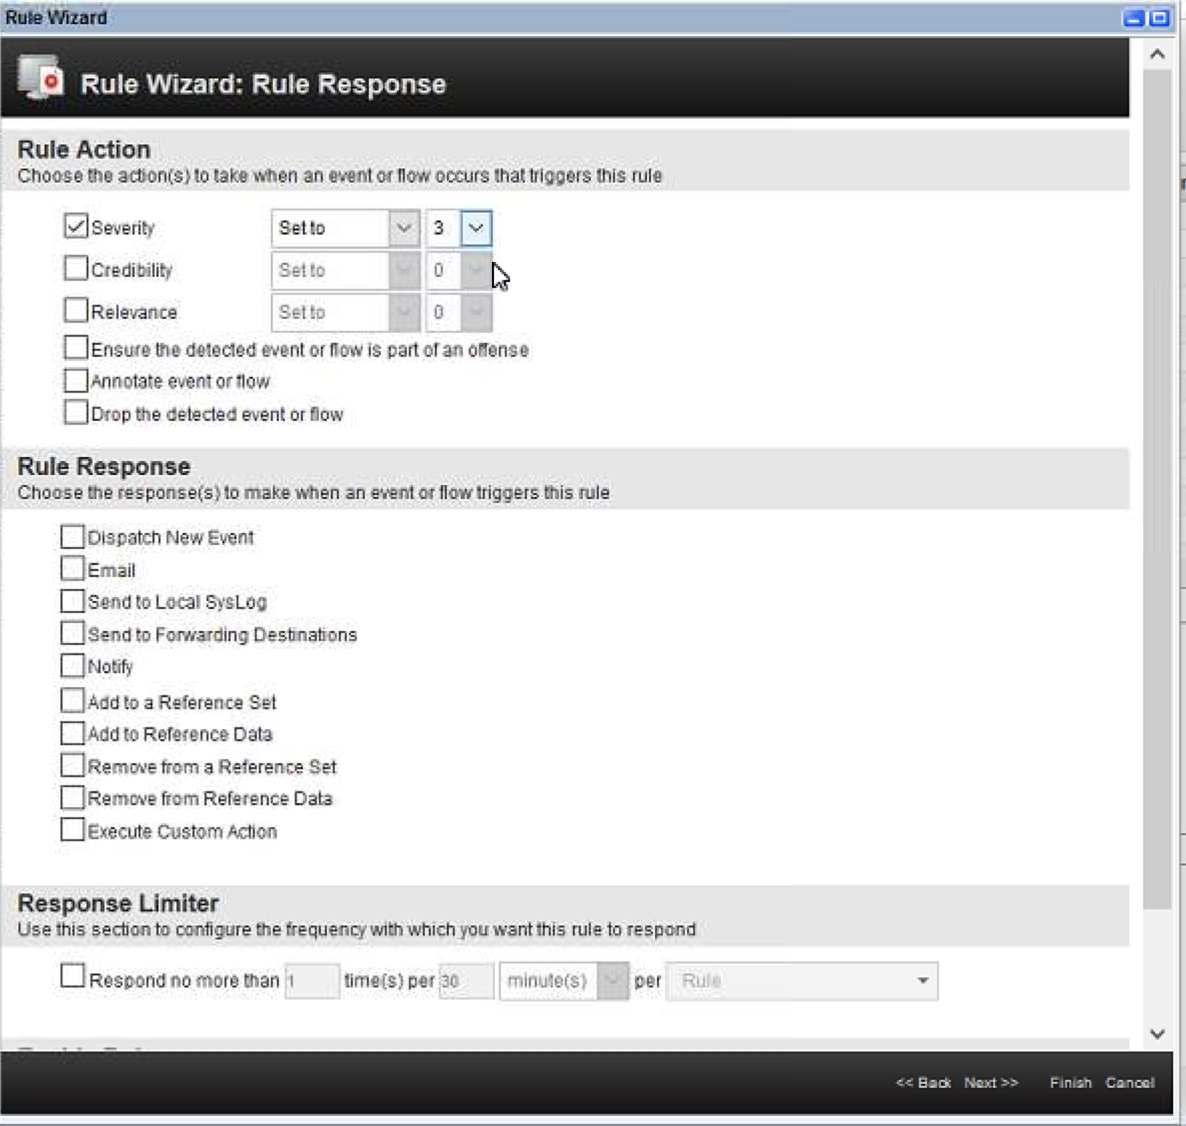 Rule Wizard
Rule Wizard: Rule Response
Rule Action
Choose the action(s) to take when an event or flow occurs that triggers this rule
Severity Set to 3
Credibility Set to 0
Relevance Set to 0
Ensure the detected event or flow is part of an offense
Annotate event or flow
Drop the detected event or flow
Rule Response
Choose the response(s) to make when an event or flow triggers this rule
Dispatch New Event
Email
Send to Local SysLog
Send to Forwarding Destinations
Notify
Add to a Reference Set
Add to Reference Data
Remove from a Reference Set
Remove from Reference Data
Execute Custom Action
Response Limiter
Use this section to configure the frequency with which you want this rule to respond
Respond no more than 1 time(s) per 30 minute(s) per Rule
<< Back Next >> Finish Cancel